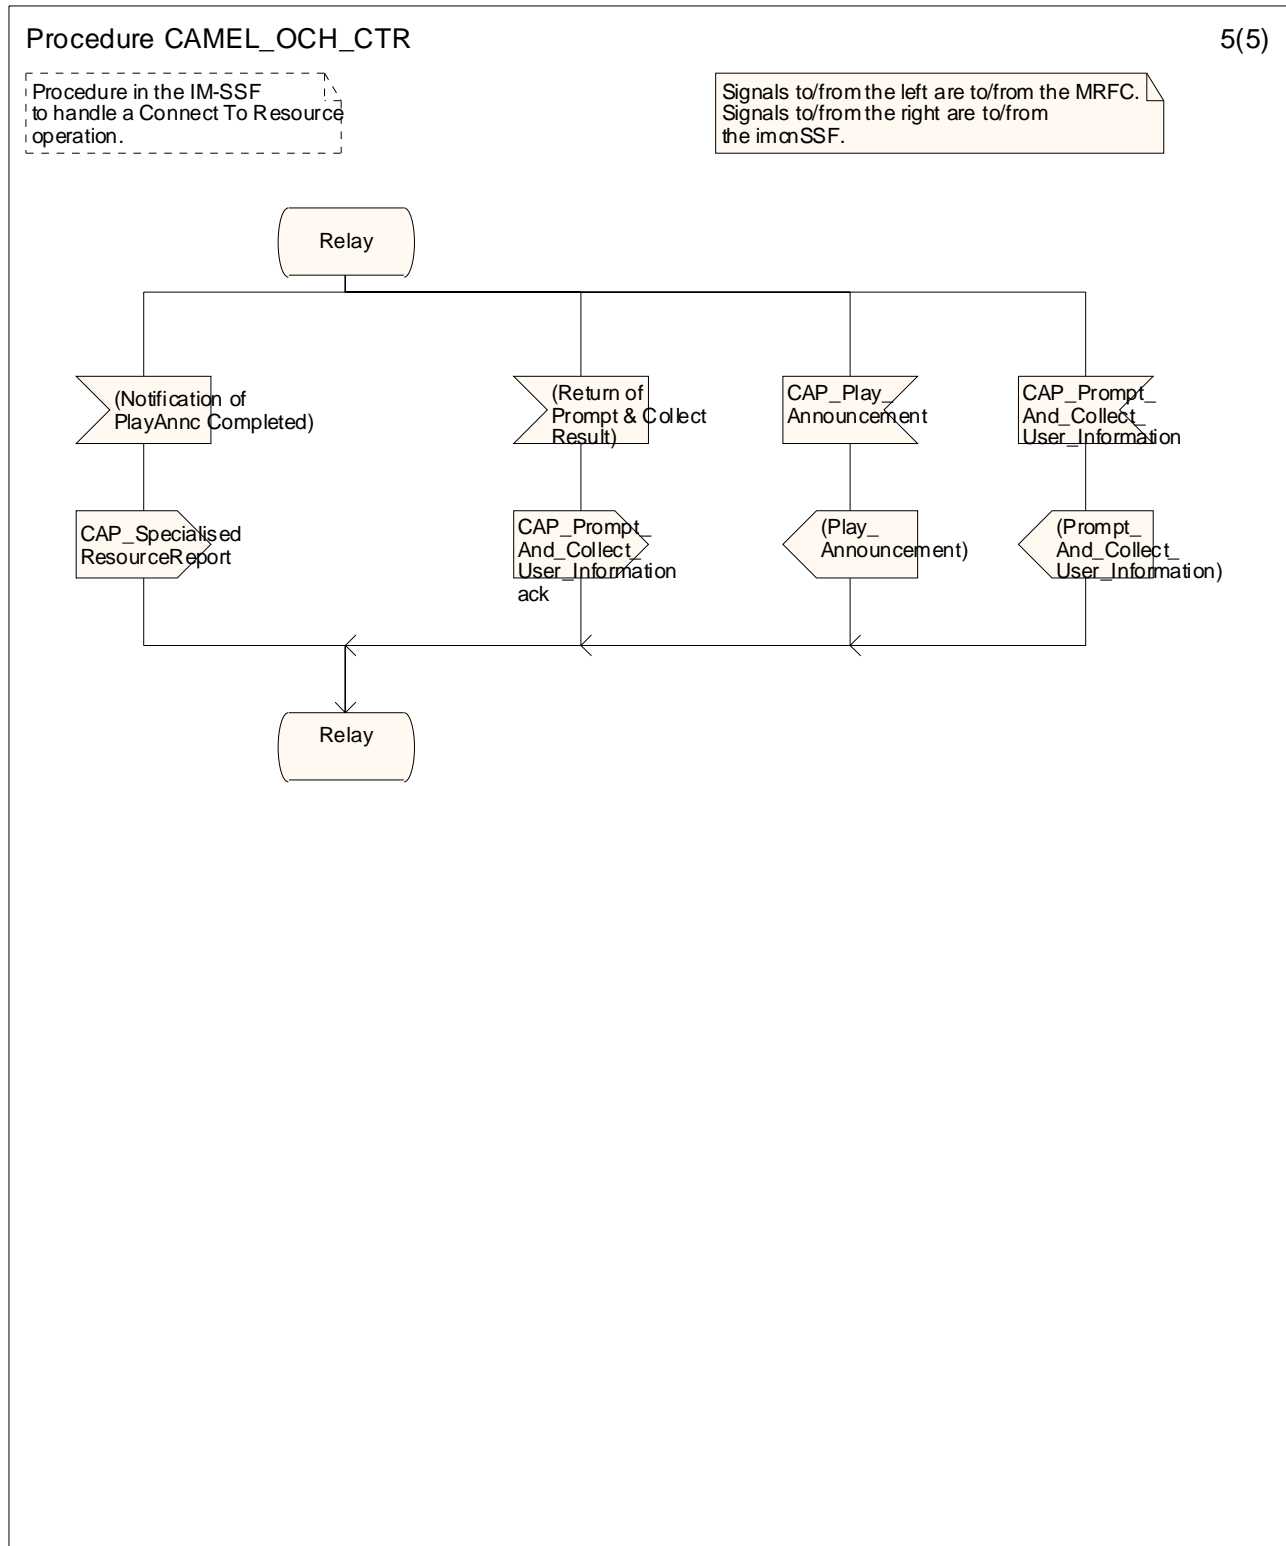 Procedure CAMEL_OCH_CTR
5(5)
Procedure in the IM-SSF
to handle a Connect To Resource
operation.
Signals to/from the left are to/from the MRFC.
Signals to/from the right are to/from
the imcnSSF.
Relay
(Notification of
PlayAnnc Completed)
(Return of
Prompt & Collect
Result)
CAP_Play_
Announcement
CAP_Prompt_
And_Collect_
User_Information
CAP_Specialised
ResourceReport
CAP_Prompt_
And_Collect_
User_Information
ack
(Play_
Announcement)
(Prompt_
And_Collect_
User_Information)
Relay